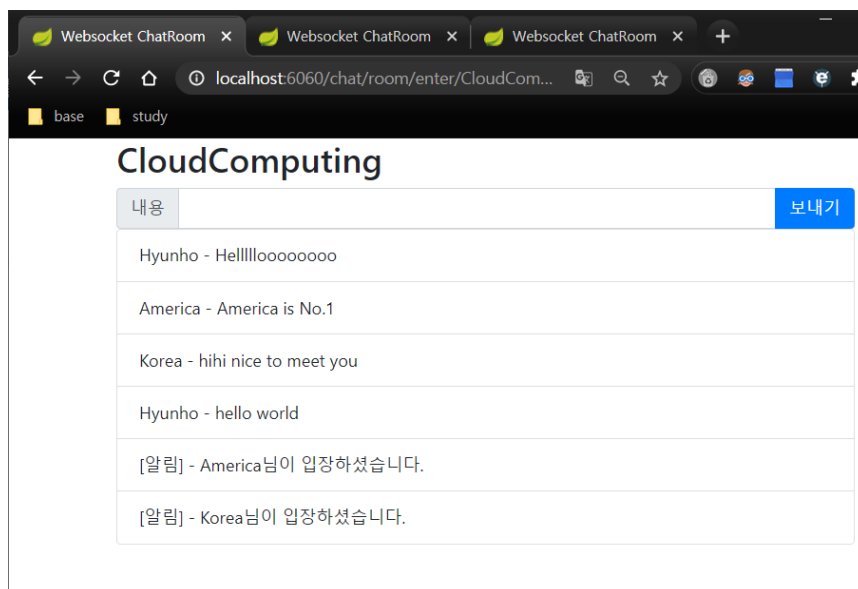 Websocket ChatRoom
Websocket ChatRoom
Websocket ChatRoom
localhost:6060/chat/room/enter/CloudCom...
base
study
CloudComputing
내용
보내기
Hyunho - Hellllloooooooo
America - America is No.1
Korea - hihi nice to meet you
Hyunho - hello world
[알림] - America님이 입장하셨습니다.
[알림] - Korea님이 입장하셨습니다.